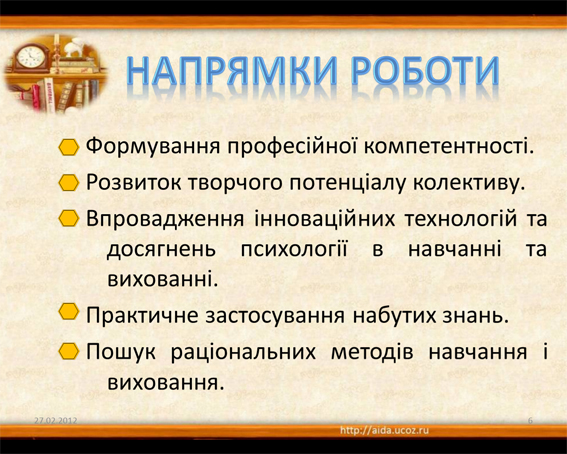 НАПРЯМКИ РОБОТИ
Формування професійної компетентності.
Розвиток творчого потенціалу колективу.
Впровадження інноваційних технологій та
досягнень психології в навчанні та
вихованні.
Практичне застосування набутих знань.
Пошук раціональних методів навчання і
виховання.
27.02.2012
6
http://aida.ucoz.ru